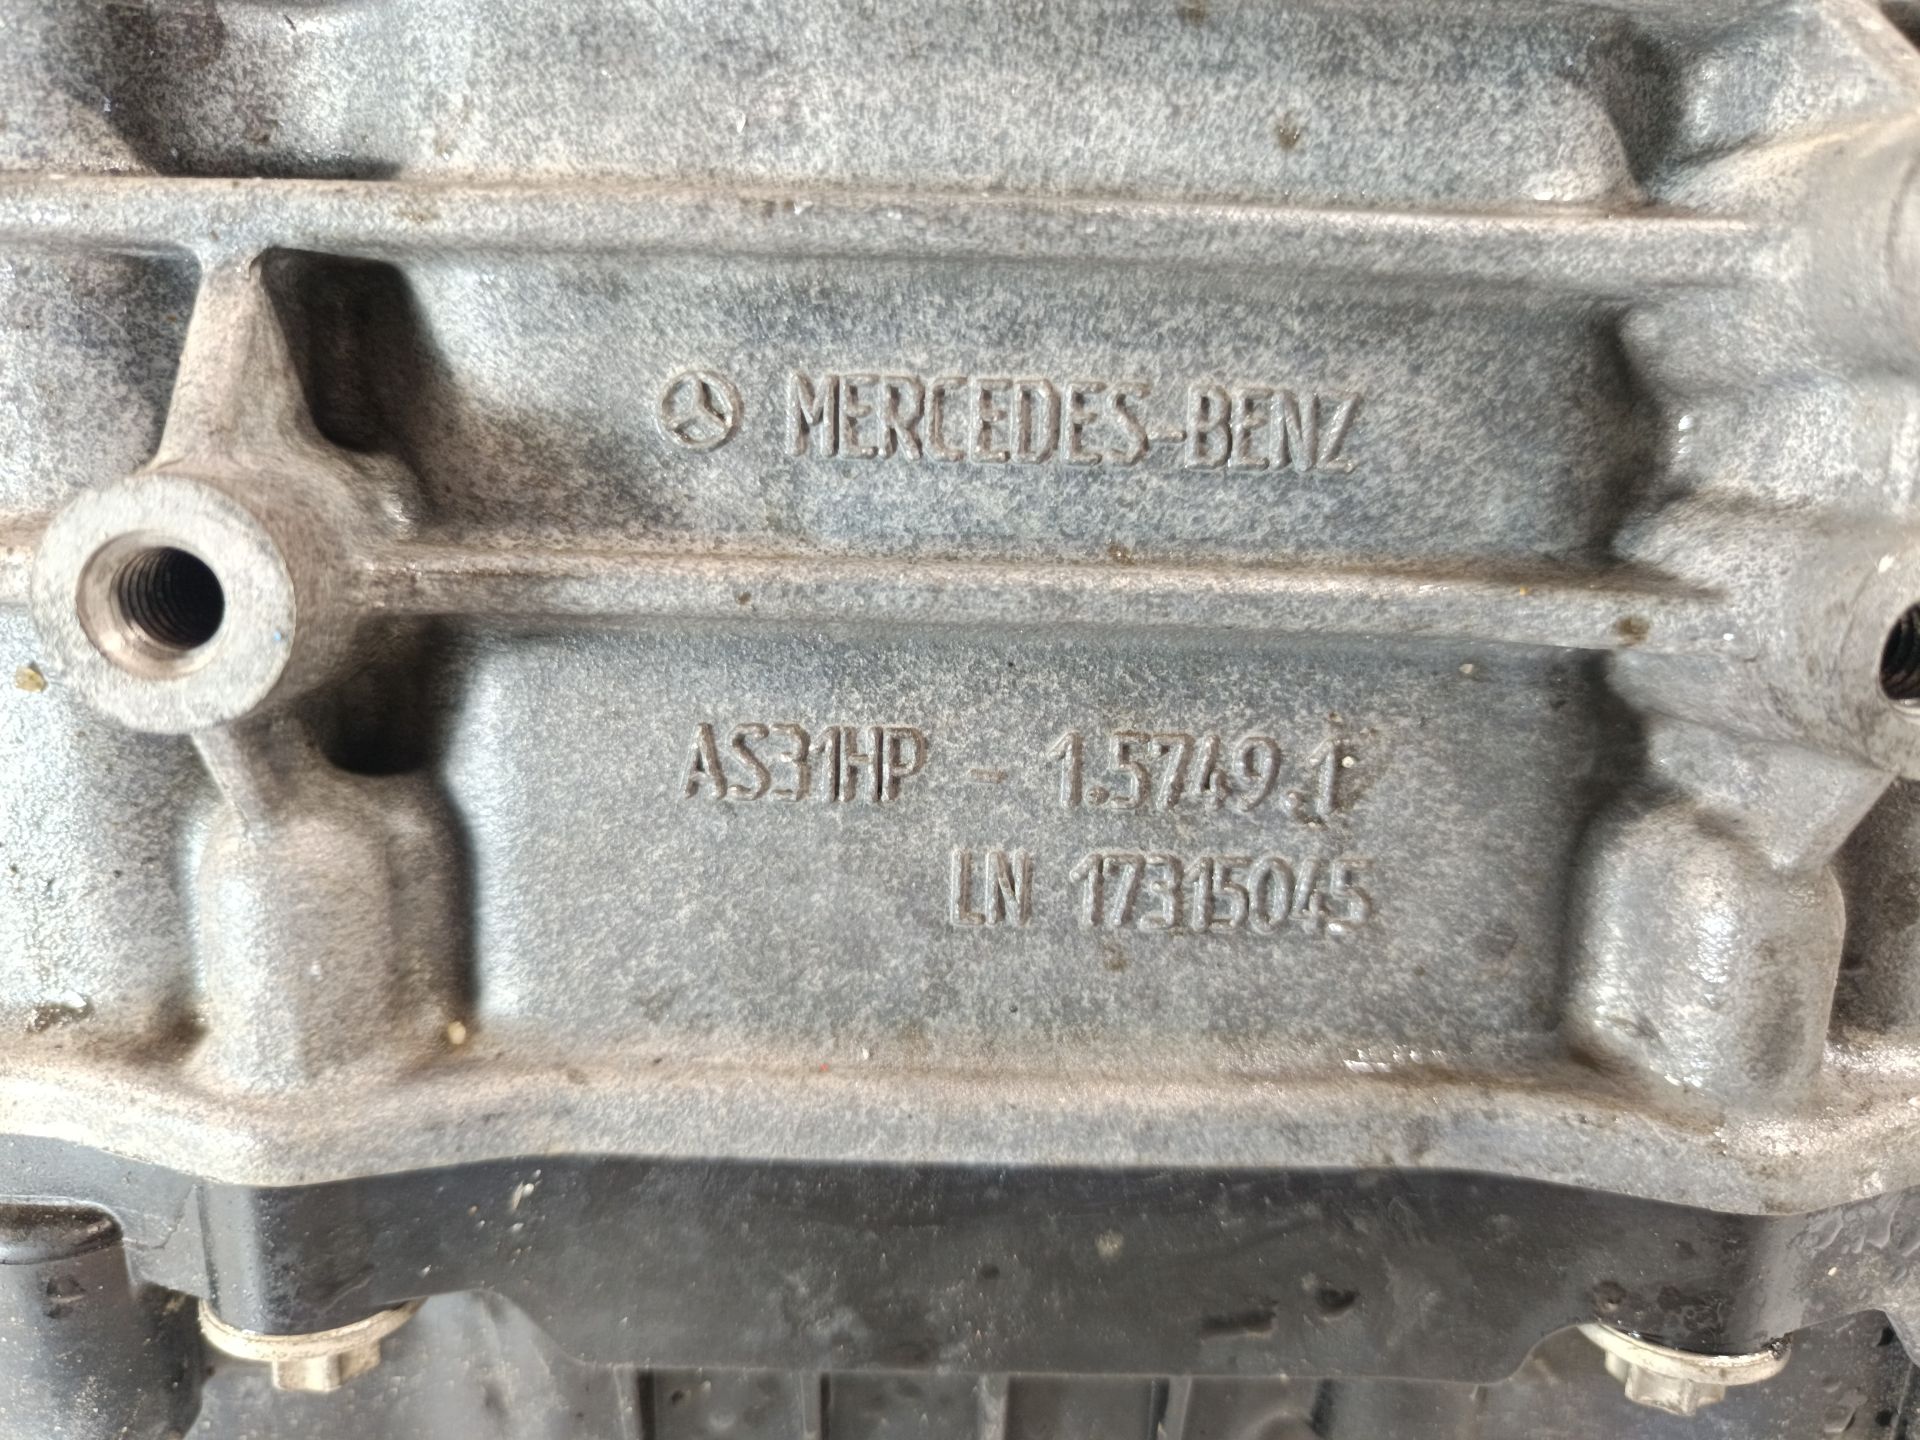 MERCEDES-BENZ
AS31HP - 1.5749.1
LN 17315045